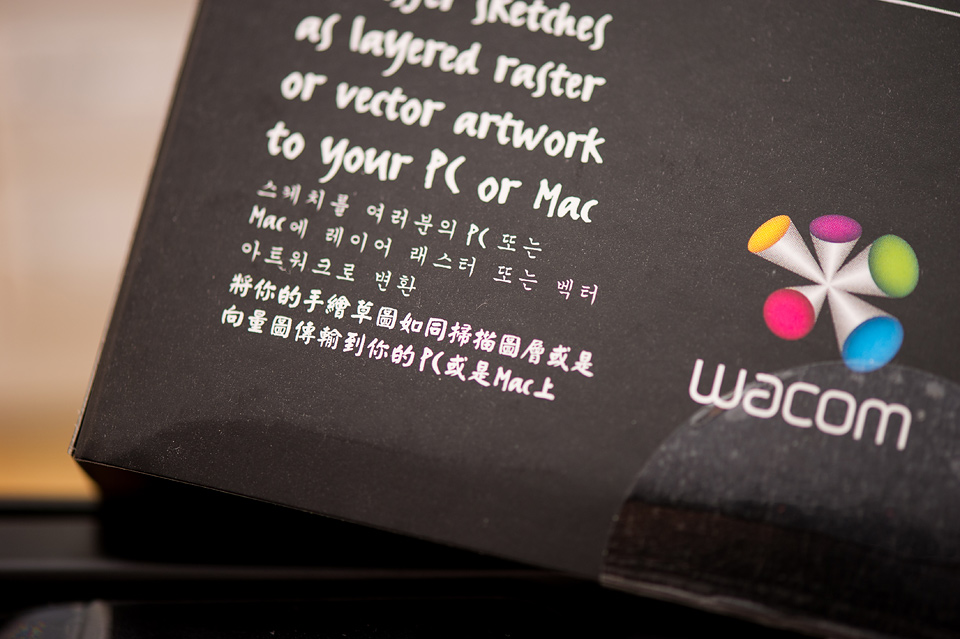 sketches
as layered raster
or vector artwork
to your PC or Mac
스케치를 여러분의 PC 또는
Mac에 레이어 래스터 또는 벡터
아트워크로 변환
將你的手繪草圖如同掃描圖層或是
向量圖傳輸到你的PC或是Mac上
wacom